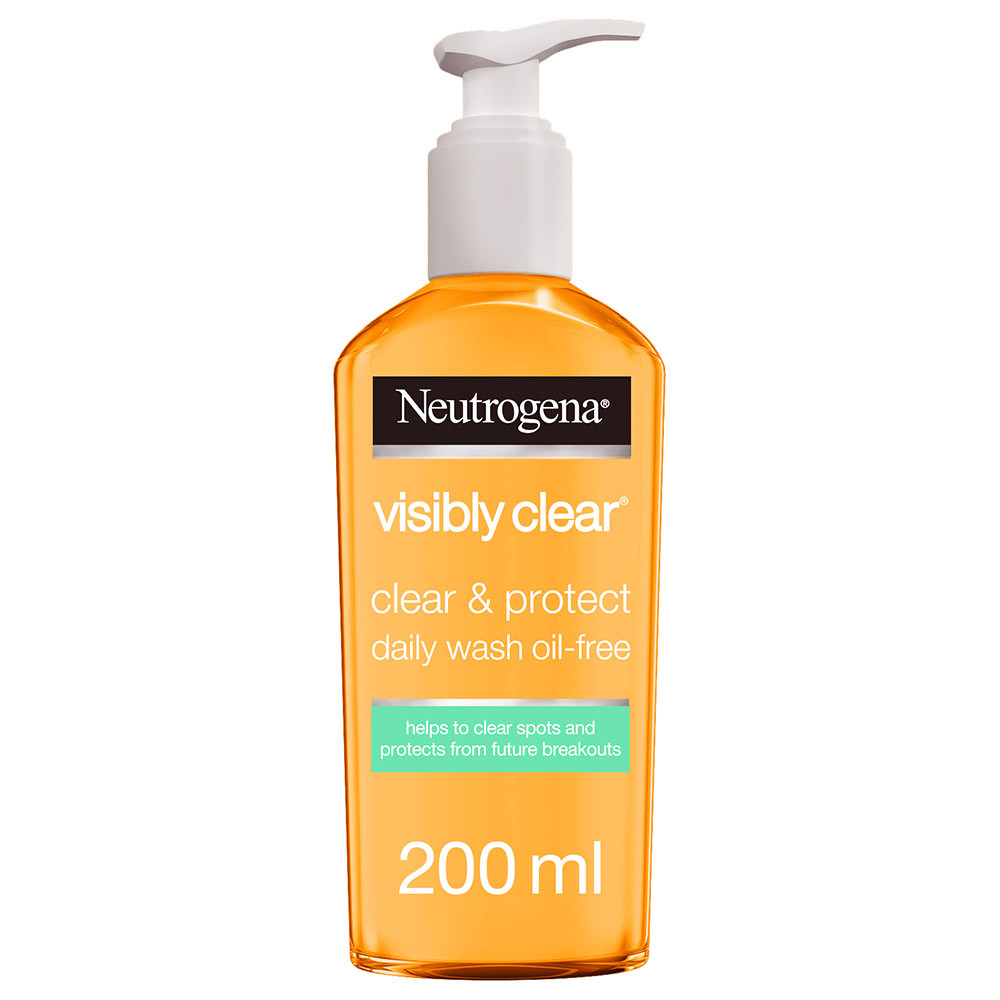 Neutrogena®
visibly clear®
clear & protect
daily wash oil-free
helps to clear spots and
protects from future breakouts
200 ml